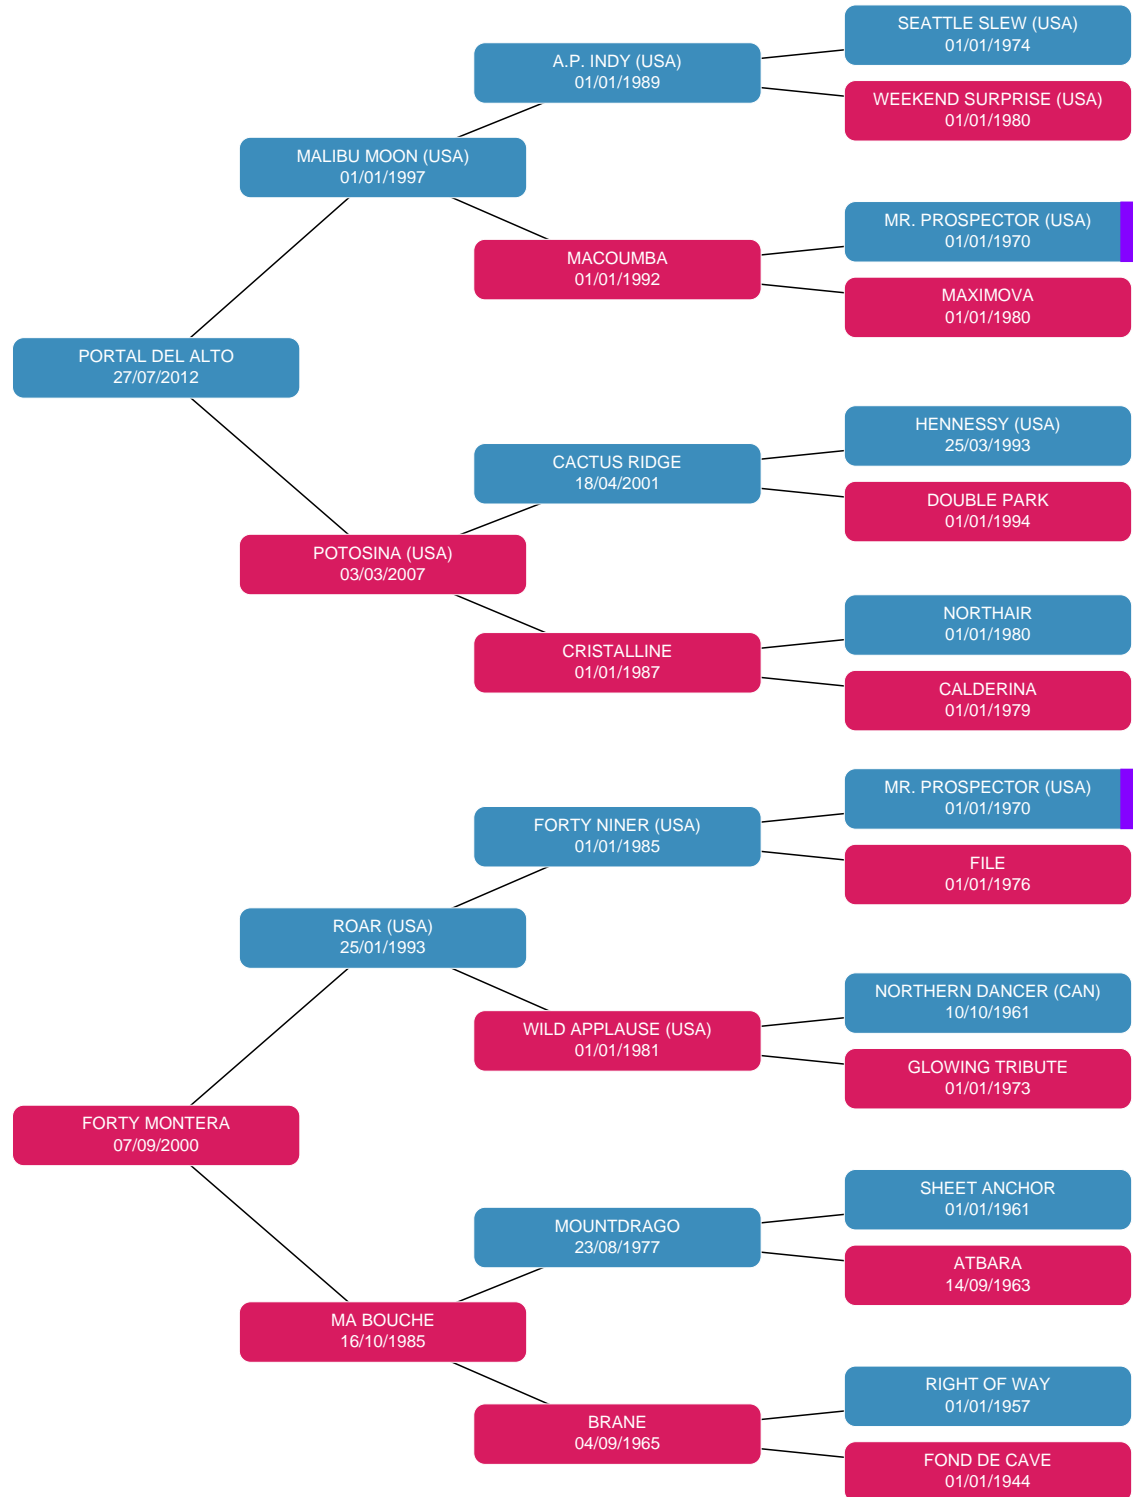 SEATTLE SLEW (USA)
01/01/1974
A.P. INDY (USA)
01/01/1989
WEEKEND SURPRISE (USA)
01/01/1980
MALIBU MOON (USA)
01/01/1997
MR. PROSPECTOR (USA)
01/01/1970
MACOUMBA
01/01/1992
MAXIMOVA
01/01/1980
PORTAL DEL ALTO
27/07/2012
HENNESSY (USA)
25/03/1993
CACTUS RIDGE
18/04/2001
DOUBLE PARK
01/01/1994
POTOSINA (USA)
03/03/2007
NORTHAIR
01/01/1980
CRISTALLINE
01/01/1987
CALDERINA
01/01/1979
MR. PROSPECTOR (USA)
01/01/1970
FORTY NINER (USA)
01/01/1985
FILE
01/01/1976
ROAR (USA)
25/01/1993
NORTHERN DANCER (CAN)
10/10/1961
WILD APPLAUSE (USA)
01/01/1981
GLOWING TRIBUTE
01/01/1973
FORTY MONTERA
07/09/2000
SHEET ANCHOR
01/01/1961
MOUNTDRAGO
23/08/1977
ATBARA
14/09/1963
MA BOUCHE
16/10/1985
RIGHT OF WAY
01/01/1957
BRANE
04/09/1965
FOND DE CAVE
01/01/1944